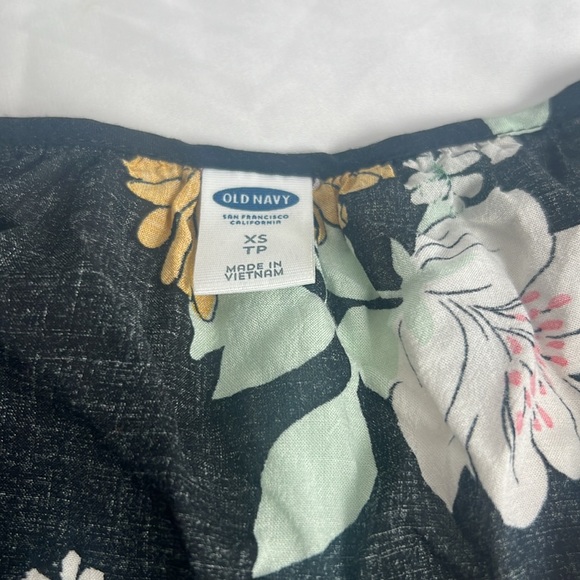 OLD NAVY
SAN FRANCISCO
CALIFORNIA
XS
TP
MADE IN
VIETNAM